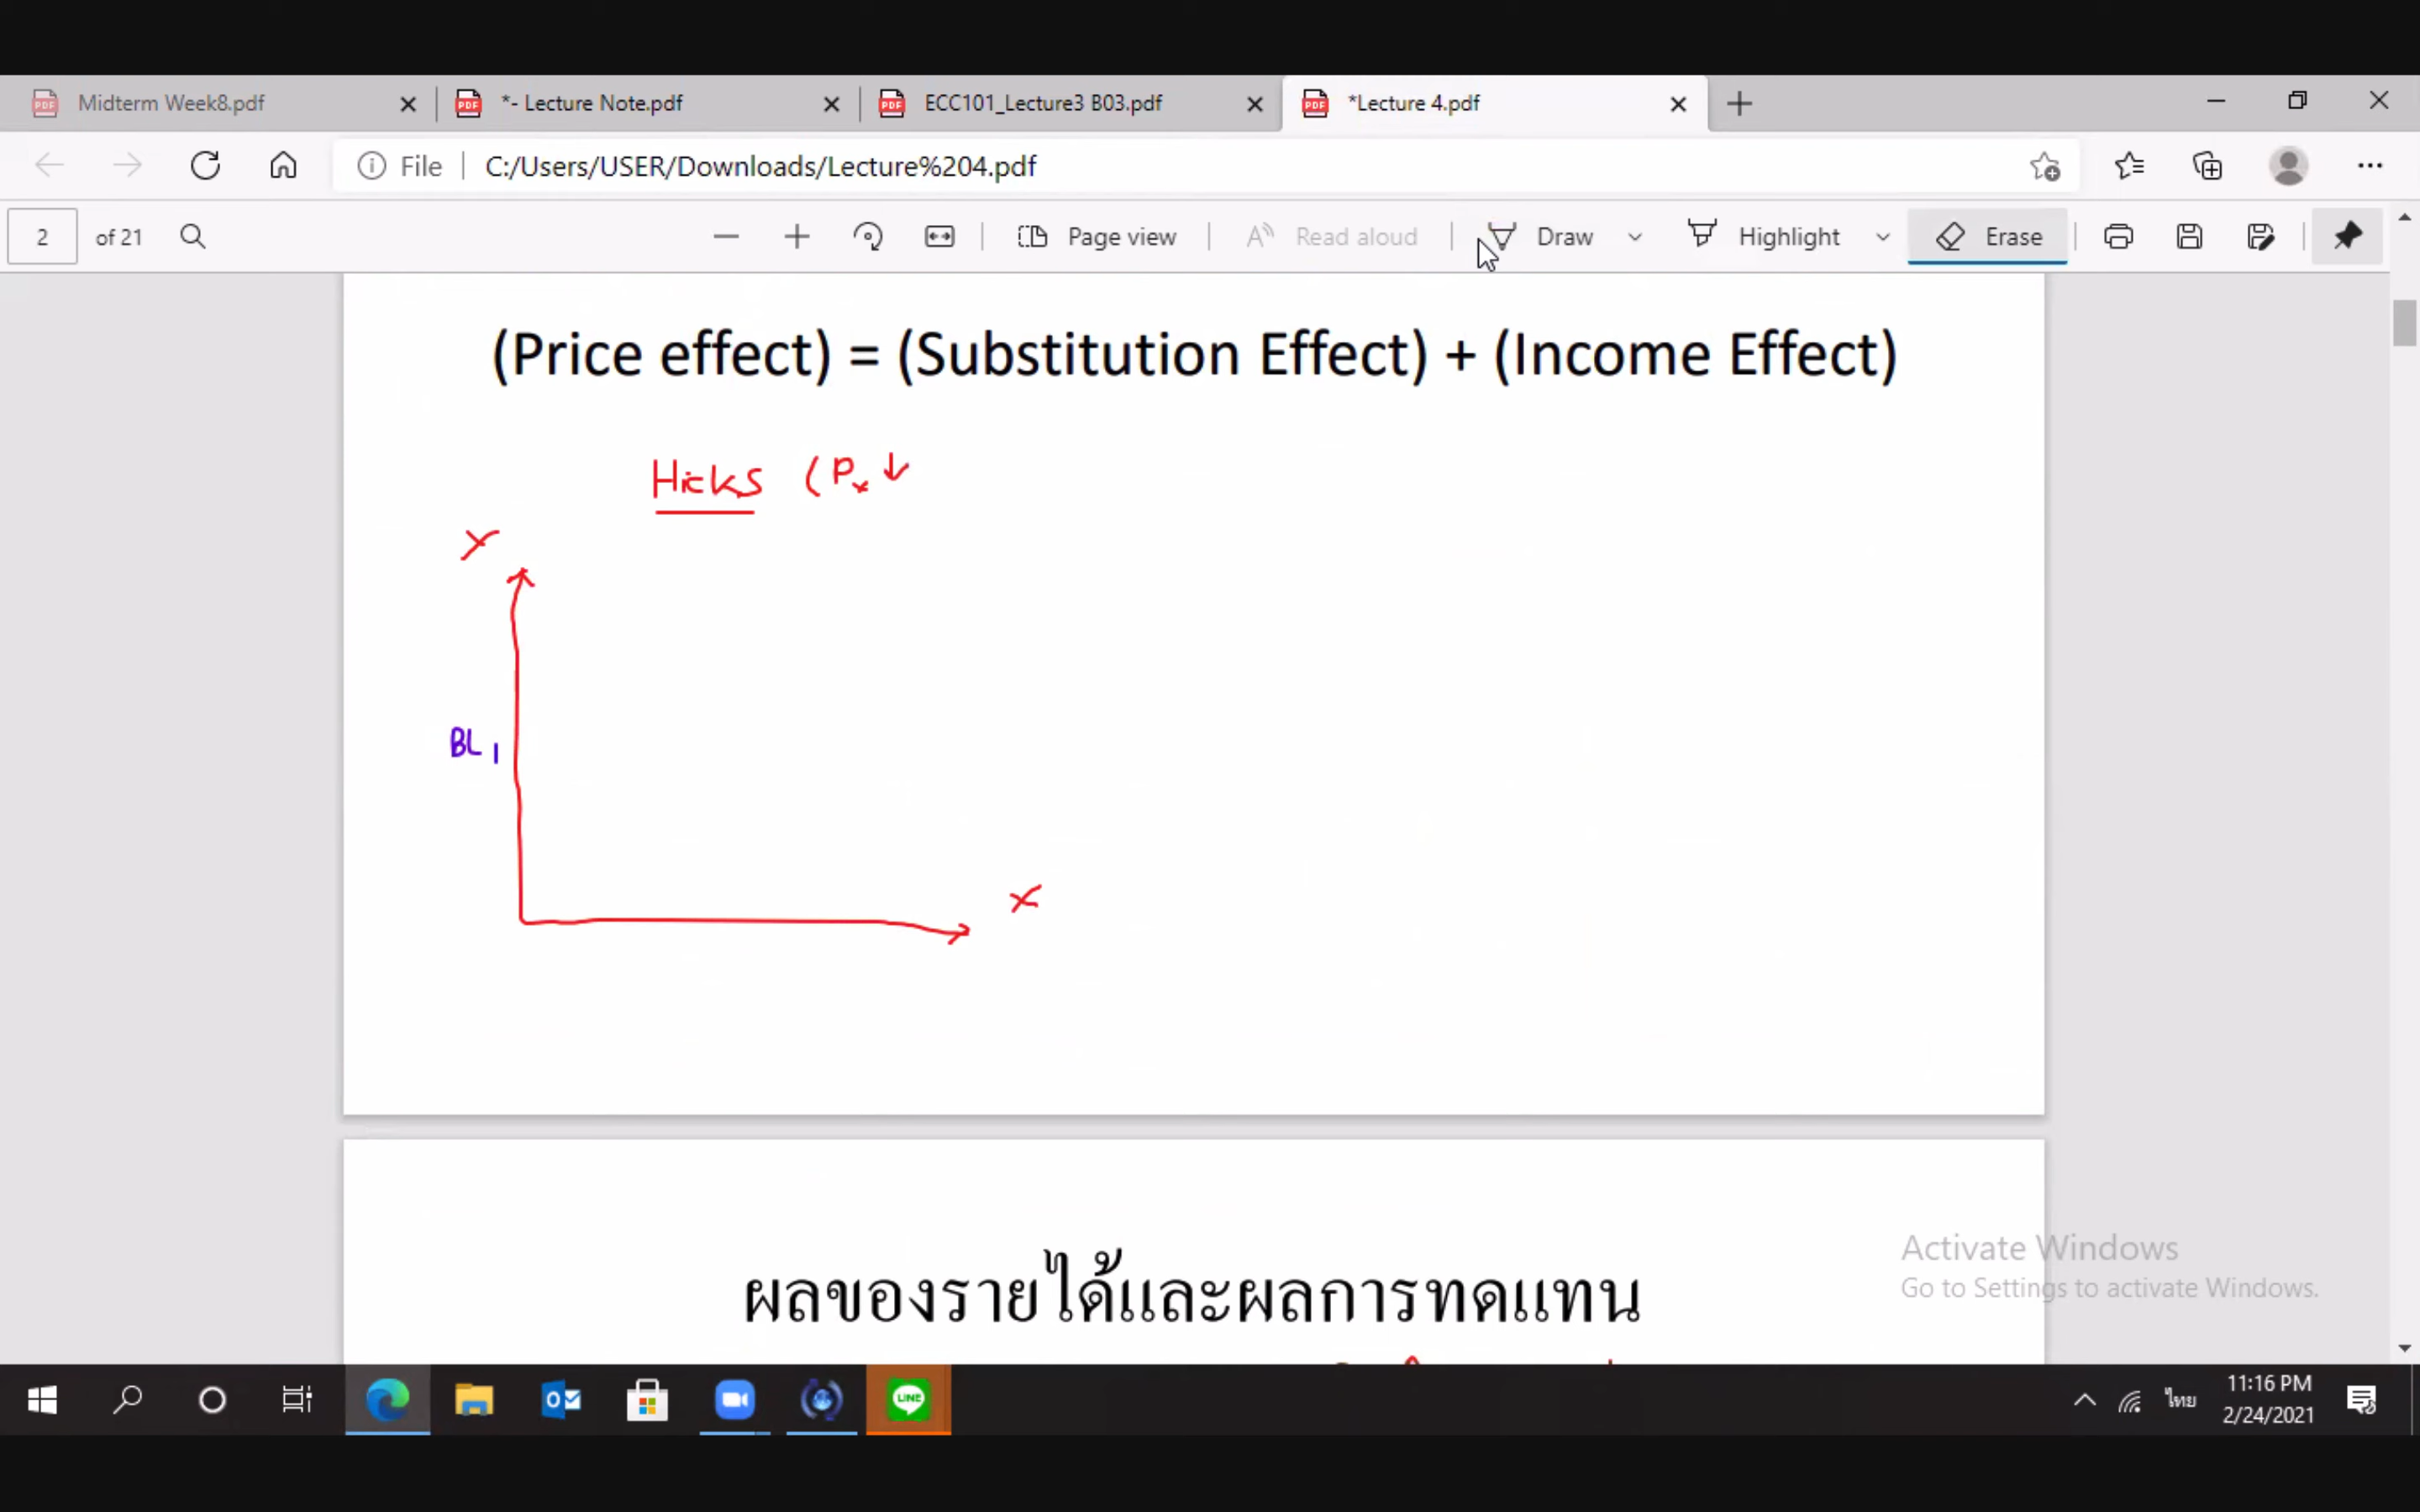 Midterm Week8.pdf
*- Lecture Note.pdf
ECC101_Lecture3 B03.pdf
*Lecture 4.pdf
File
C:/Users/USER/Downloads/Lecture%204.pdf
2 of 21
Page view
Read aloud
Draw
Highlight
Erase
(Price effect) = (Substitution Effect) + (Income Effect)
Hicks (Px ↓
Y
BL1
X
ผลของรายได้และผลการทดแทน
Activate Windows
Go to Settings to activate Windows.
LINE
ไทย
11:16 PM
2/24/2021